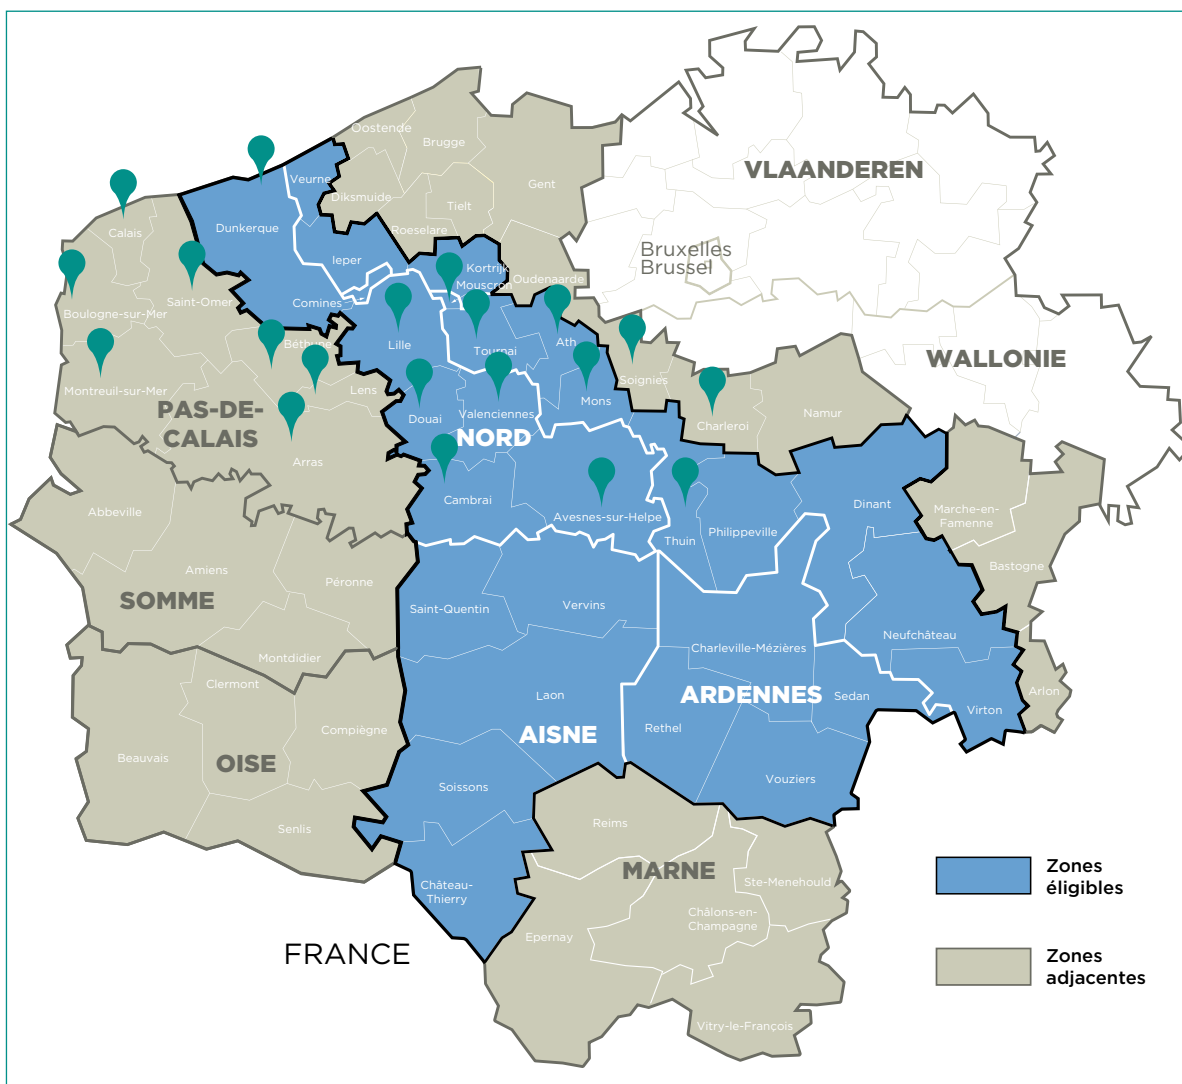 Oostende
Brugge
VLAANDEREN
Veurne
Gent
Diksmuide
Tielt
Dunkerque
Calais
Roeselare
Bruxelles
Brussel
Ieper
Kortrijk
Oudenaarde
Mouscron
Saint-Omer
Comines
Boulogne-sur-Mer
Béthune
Lille
Tournai
Ath
WALLONIE
Soignies
Montreuil-sur-Mer
Lens
PAS-DE-
CALAIS
Douai
Valenciennes
Mons
Charleroi
Namur
NORD
Arras
Cambrai
Dinant
Abbeville
Avesnes-sur-Helpe
Marche-en-
Famenne
Thuin
Philippeville
Bastogne
Amiens
Péronne
SOMME
Saint-Quentin
Vervins
Neufchâteau
Charleville-Mézières
Montdidier
Clermont
Laon
ARDENNES
Sedan
Arlon
Virton
Compiègne
Rethel
AISNE
Beauvais
OISE
Vouziers
Soissons
Senlis
Reims
MARNE
Zones
éligibles
Château-
Thierry
Ste-Menehould
Châlons-en-
Champagne
Epernay
FRANCE
Zones
adjacentes
Vitry-le-François